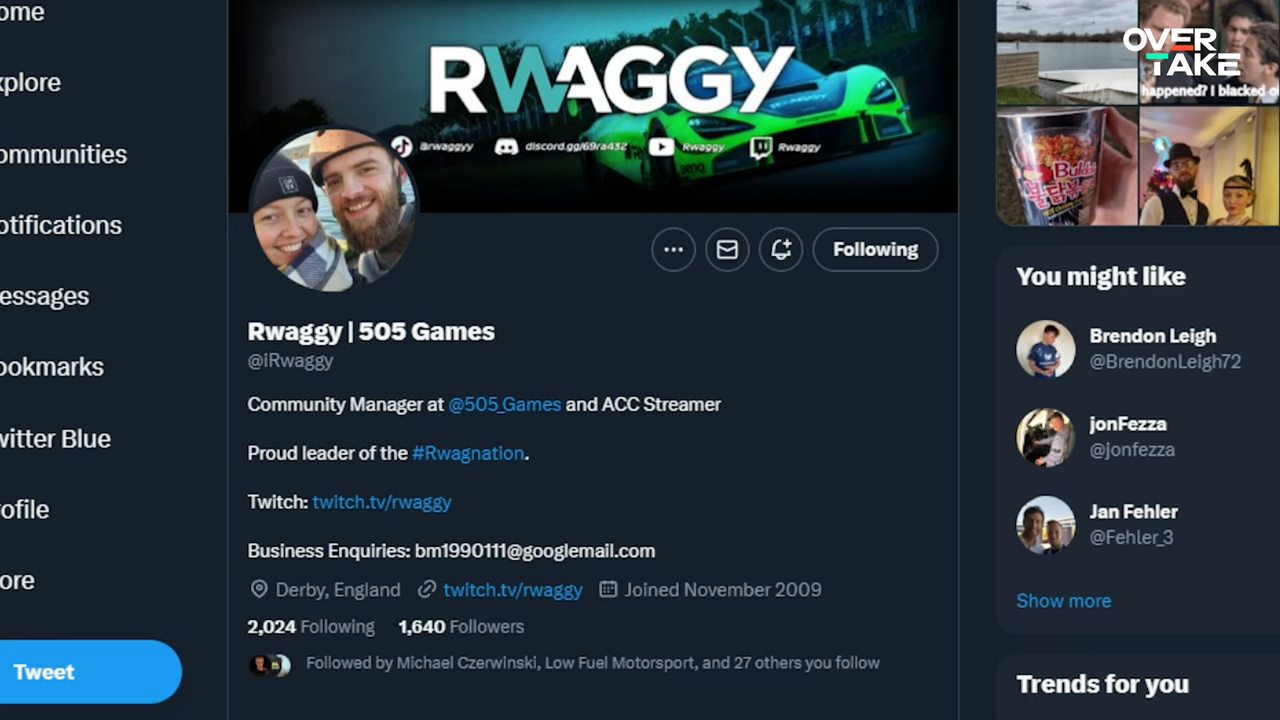 ome
xplore
ommunities
otifications
essages
ookmarks
witter Blue
rofile
ore
Tweet
RWAGGY
@rwaggyy discord.gg/69ra432 Rwaggy Rwaggy
Following
Rwaggy | 505 Games
@iRwaggy
Community Manager at @505_Games and ACC Streamer
Proud leader of the #Rwagnation.
Twitch: twitch.tv/rwaggy
Business Enquiries: bm1990111@googlemail.com
Derby, England twitch.tv/rwaggy Joined November 2009
2,024 Following 1,640 Followers
Followed by Michael Czerwinski, Low Fuel Motorsport, and 27 others you follow
OVER
TAKE
happened? I blacked
You might like
Brendon Leigh
@BrendonLeigh72
jonFezza
@jonfezza
Jan Fehler
@Fehler_3
Show more
Trends for you